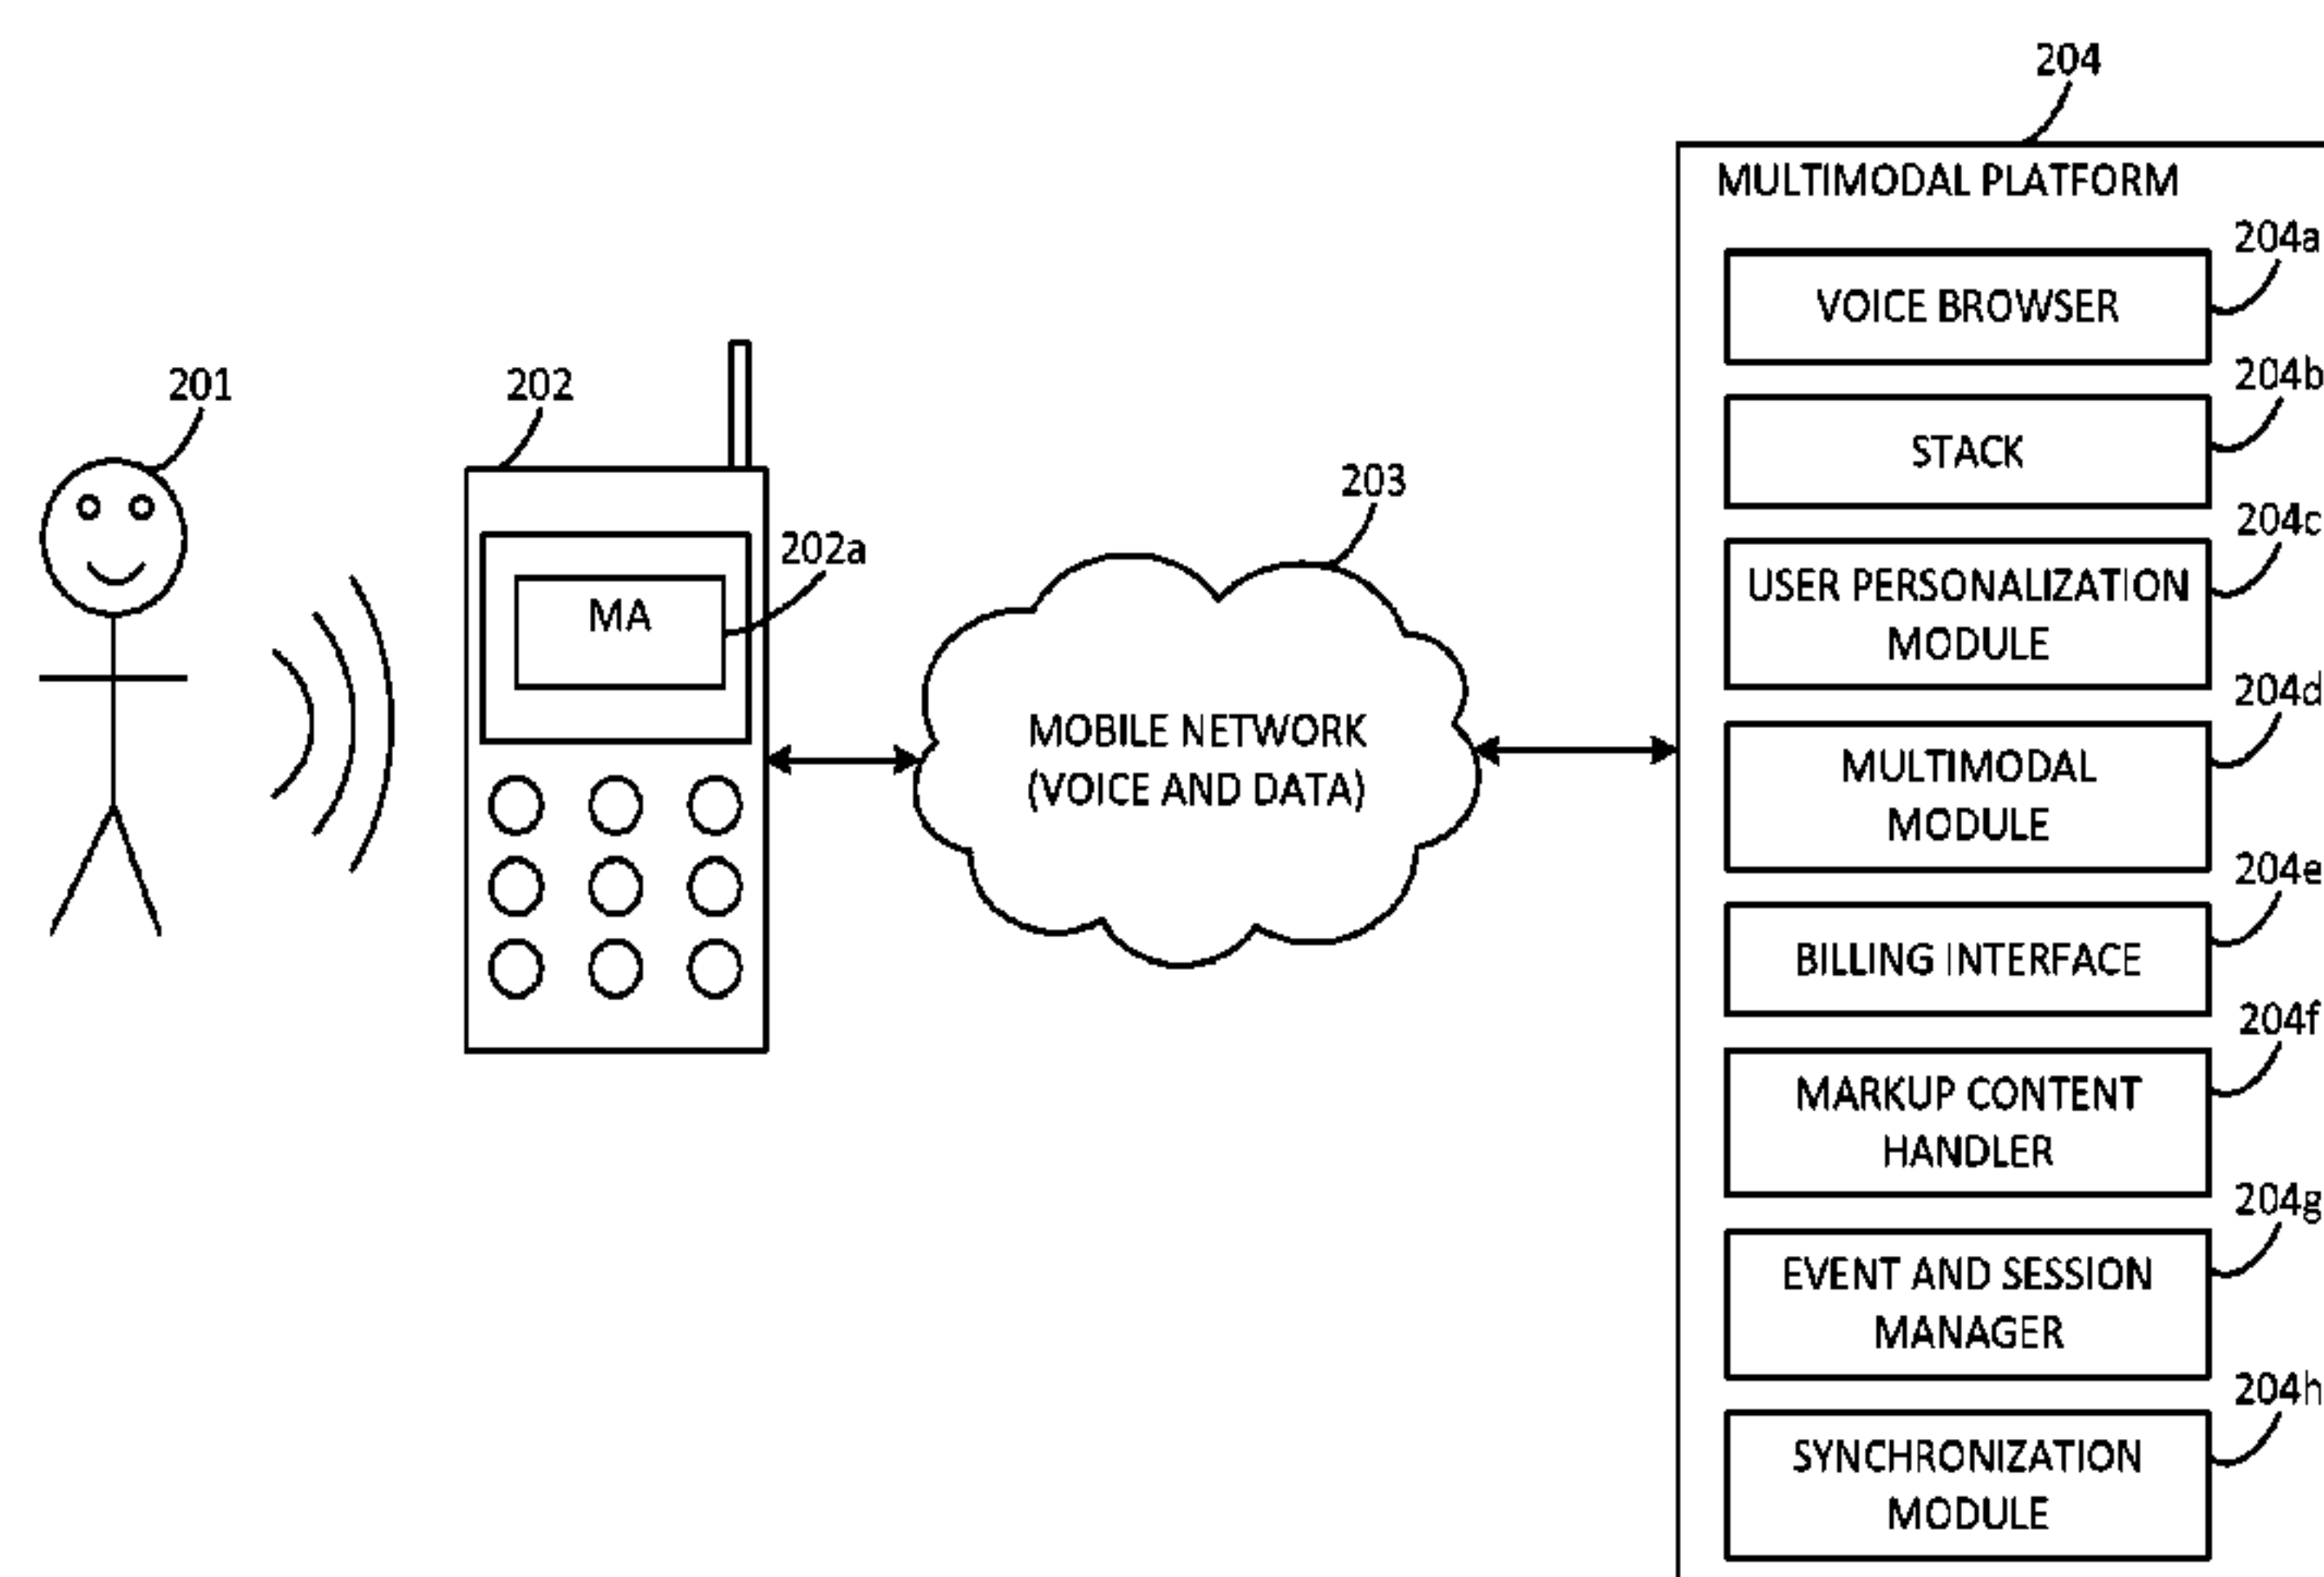 204
MULTIMODAL PLATFORM
204a
VOICE BROWSER
204b
STACK
204c
USER PERSONALIZATION
MODULE
204d
MULTIMODAL
MODULE
204e
BILLING INTERFACE
204f
MARKUP CONTENT
HANDLER
204g
EVENT AND SESSION
MANAGER
204h
SYNCHRONIZATION
MODULE
201
202
202a
MA
203
MOBILE NETWORK
(VOICE AND DATA)